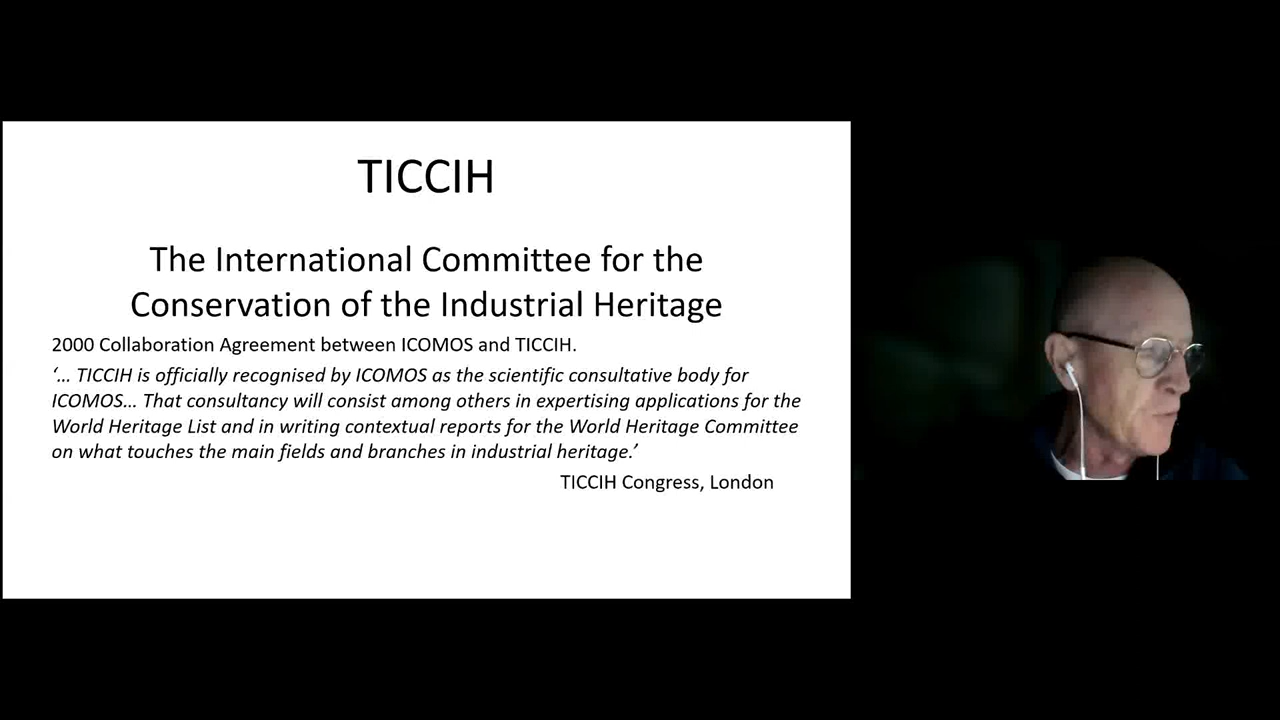 TICCIH
The International Committee for the
Conservation of the Industrial Heritage
2000 Collaboration Agreement between ICOMOS and TICCIH.
‘… TICCIH is officially recognised by ICOMOS as the scientific consultative body for
ICOMOS… That consultancy will consist among others in expertising applications for the
World Heritage List and in writing contextual reports for the World Heritage Committee
on what touches the main fields and branches in industrial heritage.’
TICCIH Congress, London